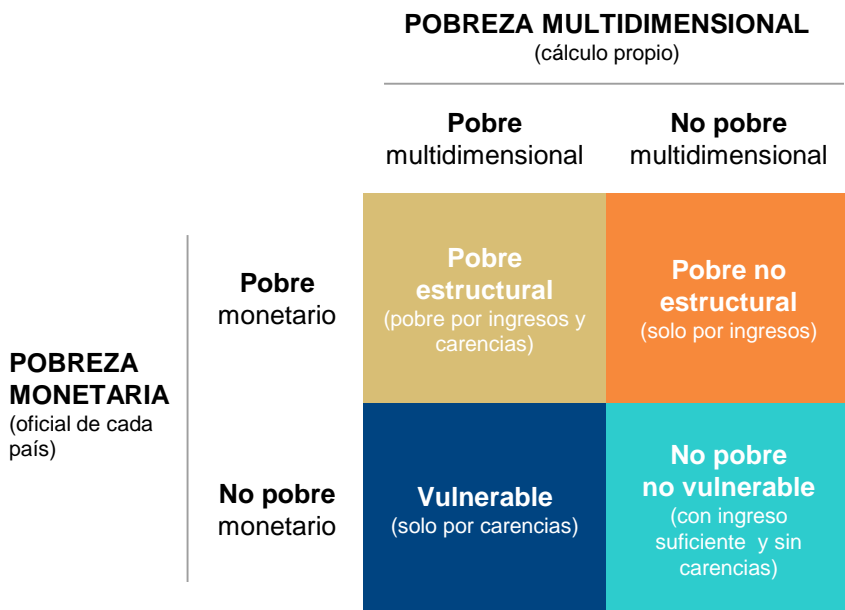 POBREZA MULTIDIMENSIONAL
(cálculo propio)
Pobre
multidimensional
No pobre
multidimensional
POBREZA
MONETARIA
(oficial de cada
país)
Pobre
monetario
Pobre
estructural
(pobre por ingresos y
carencias)
Pobre no
estructural
(solo por ingresos)
No pobre
monetario
Vulnerable
(solo por carencias)
No pobre
no vulnerable
(con ingreso
suficiente y sin
carencias)